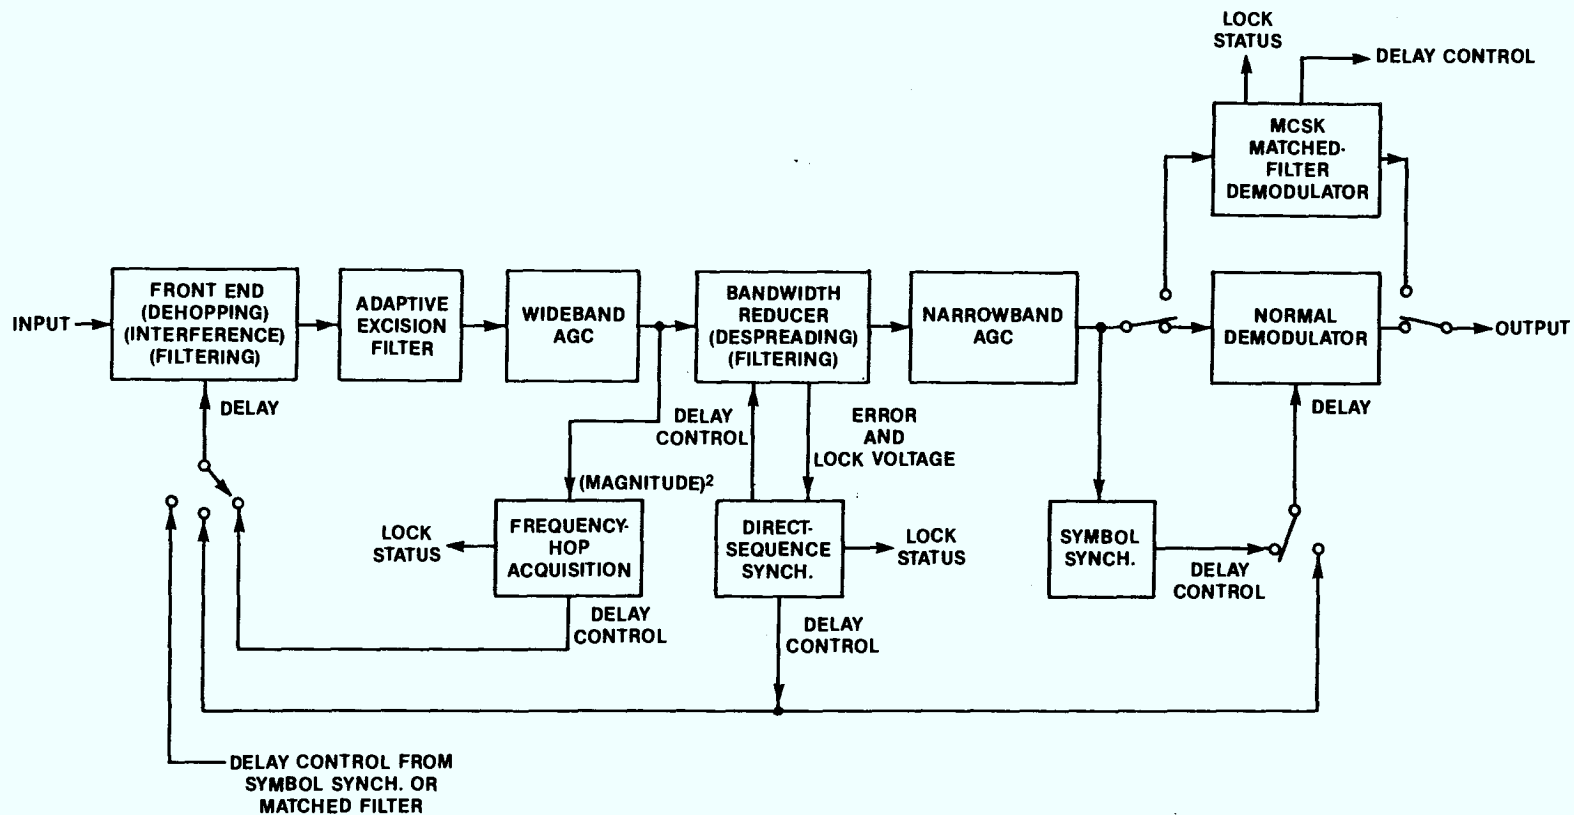 LOCK
STATUS
DELAY CONTROL
MCSK
MATCHED-
FILTER
DEMODULATOR
INPUT
FRONT END
(DEHOPPING)
(INTERFERENCE)
(FILTERING)
ADAPTIVE
EXCISION
FILTER
WIDEBAND
AGC
BANDWIDTH
REDUCER
(DESPREADING)
(FILTERING)
NARROWBAND
AGC
NORMAL
DEMODULATOR
OUTPUT
DELAY
DELAY
CONTROL
ERROR
AND
LOCK VOLTAGE
DELAY
(MAGNITUDE)²
LOCK
STATUS
FREQUENCY-
HOP
ACQUISITION
DIRECT-
SEQUENCE
SYNCH.
LOCK
STATUS
SYMBOL
SYNCH.
DELAY
CONTROL
DELAY
CONTROL
DELAY
CONTROL
DELAY CONTROL FROM
SYMBOL SYNCH. OR
MATCHED FILTER